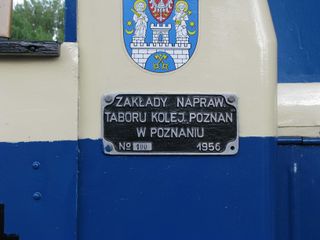 ZAKŁADY NAPRAW.
TABORU KOLEJ. POZNAŃ
W POZNANIU
No 1956